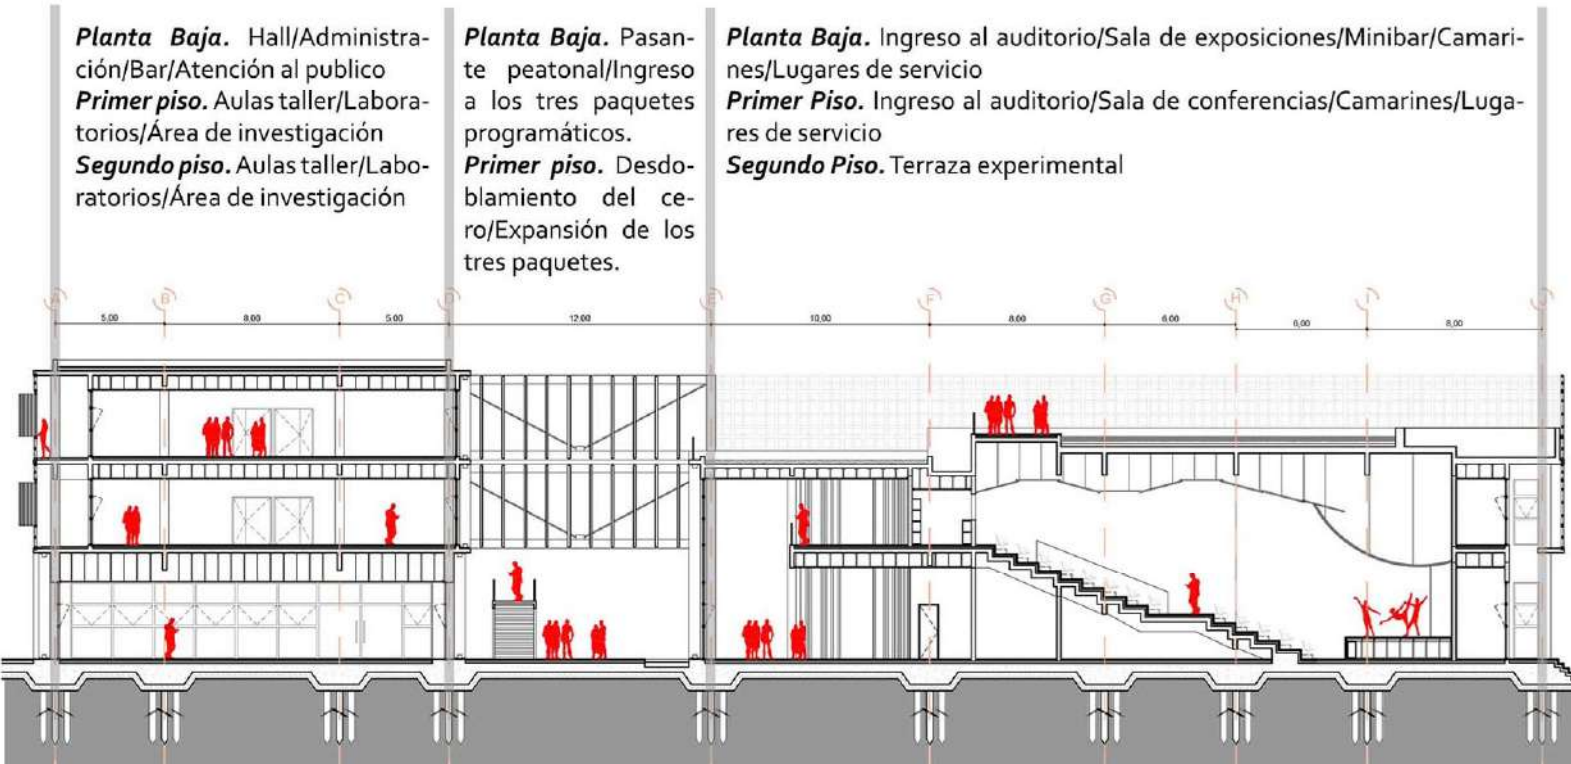 Planta Baja. Hall/Administra-
ción/Bar/Atención al publico
Primer piso. Aulas taller/Labora-
torios/Área de investigación
Segundo piso. Aulas taller/Labo-
ratorios/Área de investigación
Planta Baja. Pasan-
te peatonal/Ingreso
a los tres paquetes
programáticos.
Primer piso. Desdo-
blamiento del ce-
ro/Expansión de los
tres paquetes.
Planta Baja. Ingreso al auditorio/Sala de exposiciones/Minibar/Camari-
nes/Lugares de servicio
Primer Piso. Ingreso al auditorio/Sala de conferencias/Camarines/Luga-
res de servicio
Segundo Piso. Terraza experimental
A B C D E F G H I J
5,00 8,00 5,00 12,00 10,00 8,00 6,00 6,00 8,00